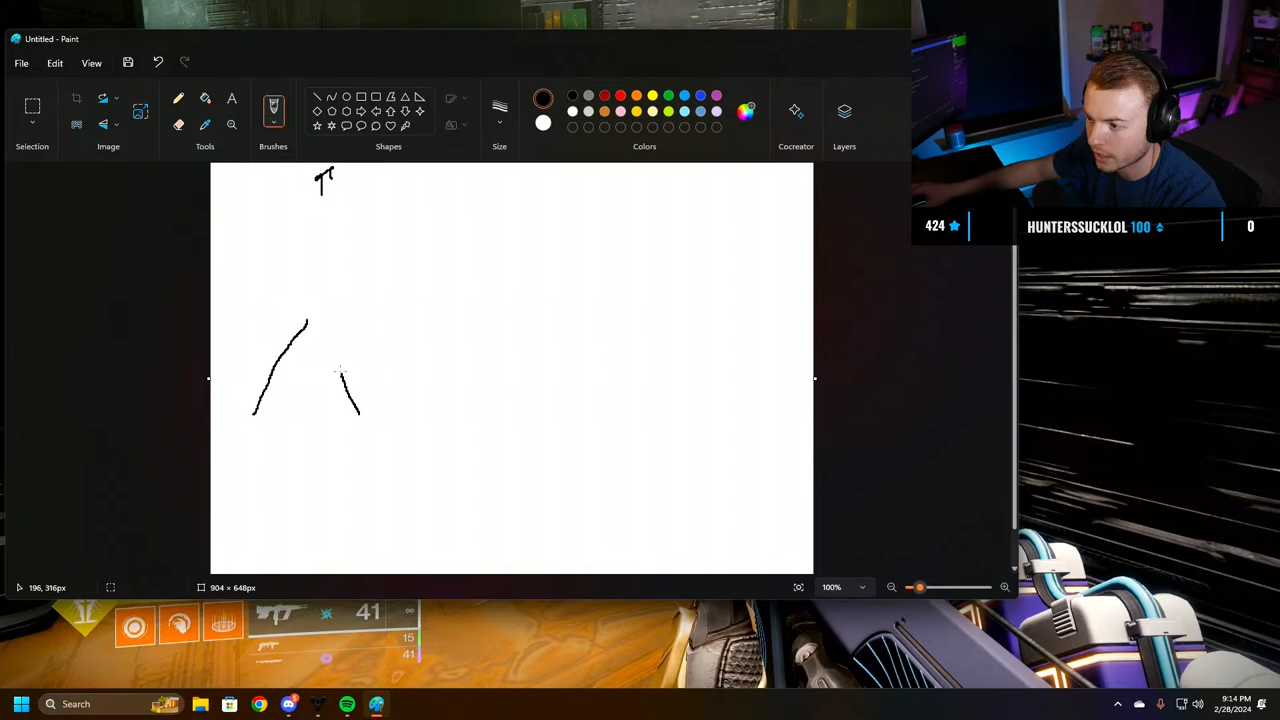 Untitled - Paint
File Edit View
Selection Image Tools Brushes Shapes Size Colors Cocreator Layers
424 HUNTERSSUCKLOL 100 0
196, 316px 904 × 648px 100%
41 ∞
15
41
Search 5 9:14 PM
2/28/2024